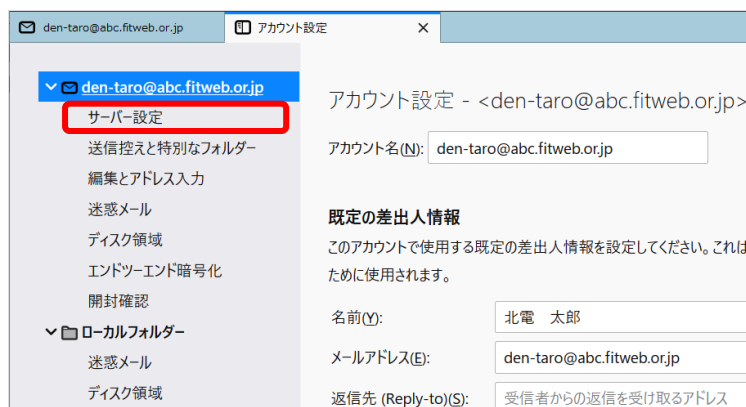 den-taro@abc.fitweb.or.jp
アカウント設定
den-taro@abc.fitweb.or.jp
サーバー設定
送信控えと特別なフォルダー
編集とアドレス入力
迷惑メール
ディスク領域
エンドツーエンド暗号化
開封確認
ローカルフォルダー
迷惑メール
ディスク領域
アカウント設定 - <den-taro@abc.fitweb.or.jp>
アカウント名(N): den-taro@abc.fitweb.or.jp
既定の差出人情報
このアカウントで使用する既定の差出人情報を設定してください。これは
ために使用されます。
名前(Y): 北電　太郎
メールアドレス(E): den-taro@abc.fitweb.or.jp
返信先 (Reply-to)(S): 受信者からの返信を受け取るアドレス